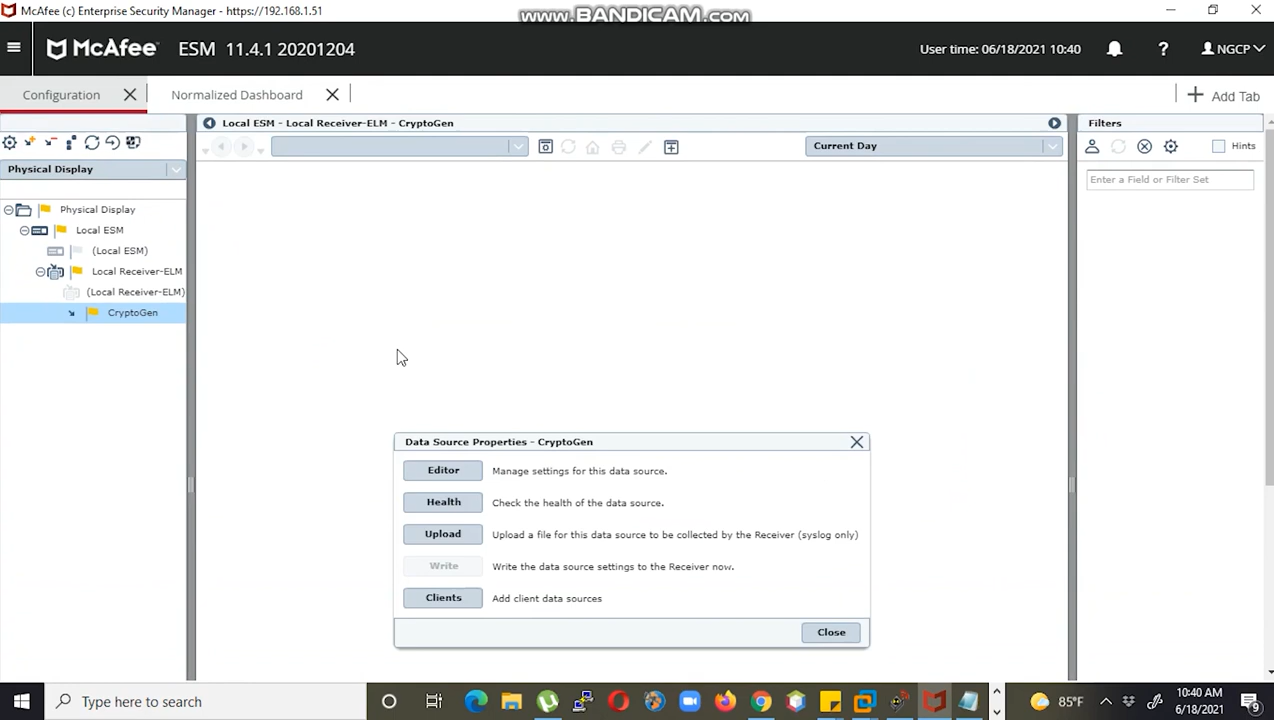 McAfee (c) Enterprise Security Manager - https://192.168.1.51
www.BANDICAM.com
McAfee ESM 11.4.1 20201204
User time: 06/18/2021 10:40
? NGCP
Configuration
Normalized Dashboard
+ Add Tab
Local ESM - Local Receiver-ELM - CryptoGen
Filters
Current Day
Hints
Physical Display
Enter a Field or Filter Set
Physical Display
Local ESM
(Local ESM)
Local Receiver-ELM
(Local Receiver-ELM)
CryptoGen
Data Source Properties - CryptoGen
Editor Manage settings for this data source.
Health Check the health of the data source.
Upload Upload a file for this data source to be collected by the Receiver (syslog only)
Write Write the data source settings to the Receiver now.
Clients Add client data sources
Close
Type here to search
85°F
10:40 AM
6/18/2021
9